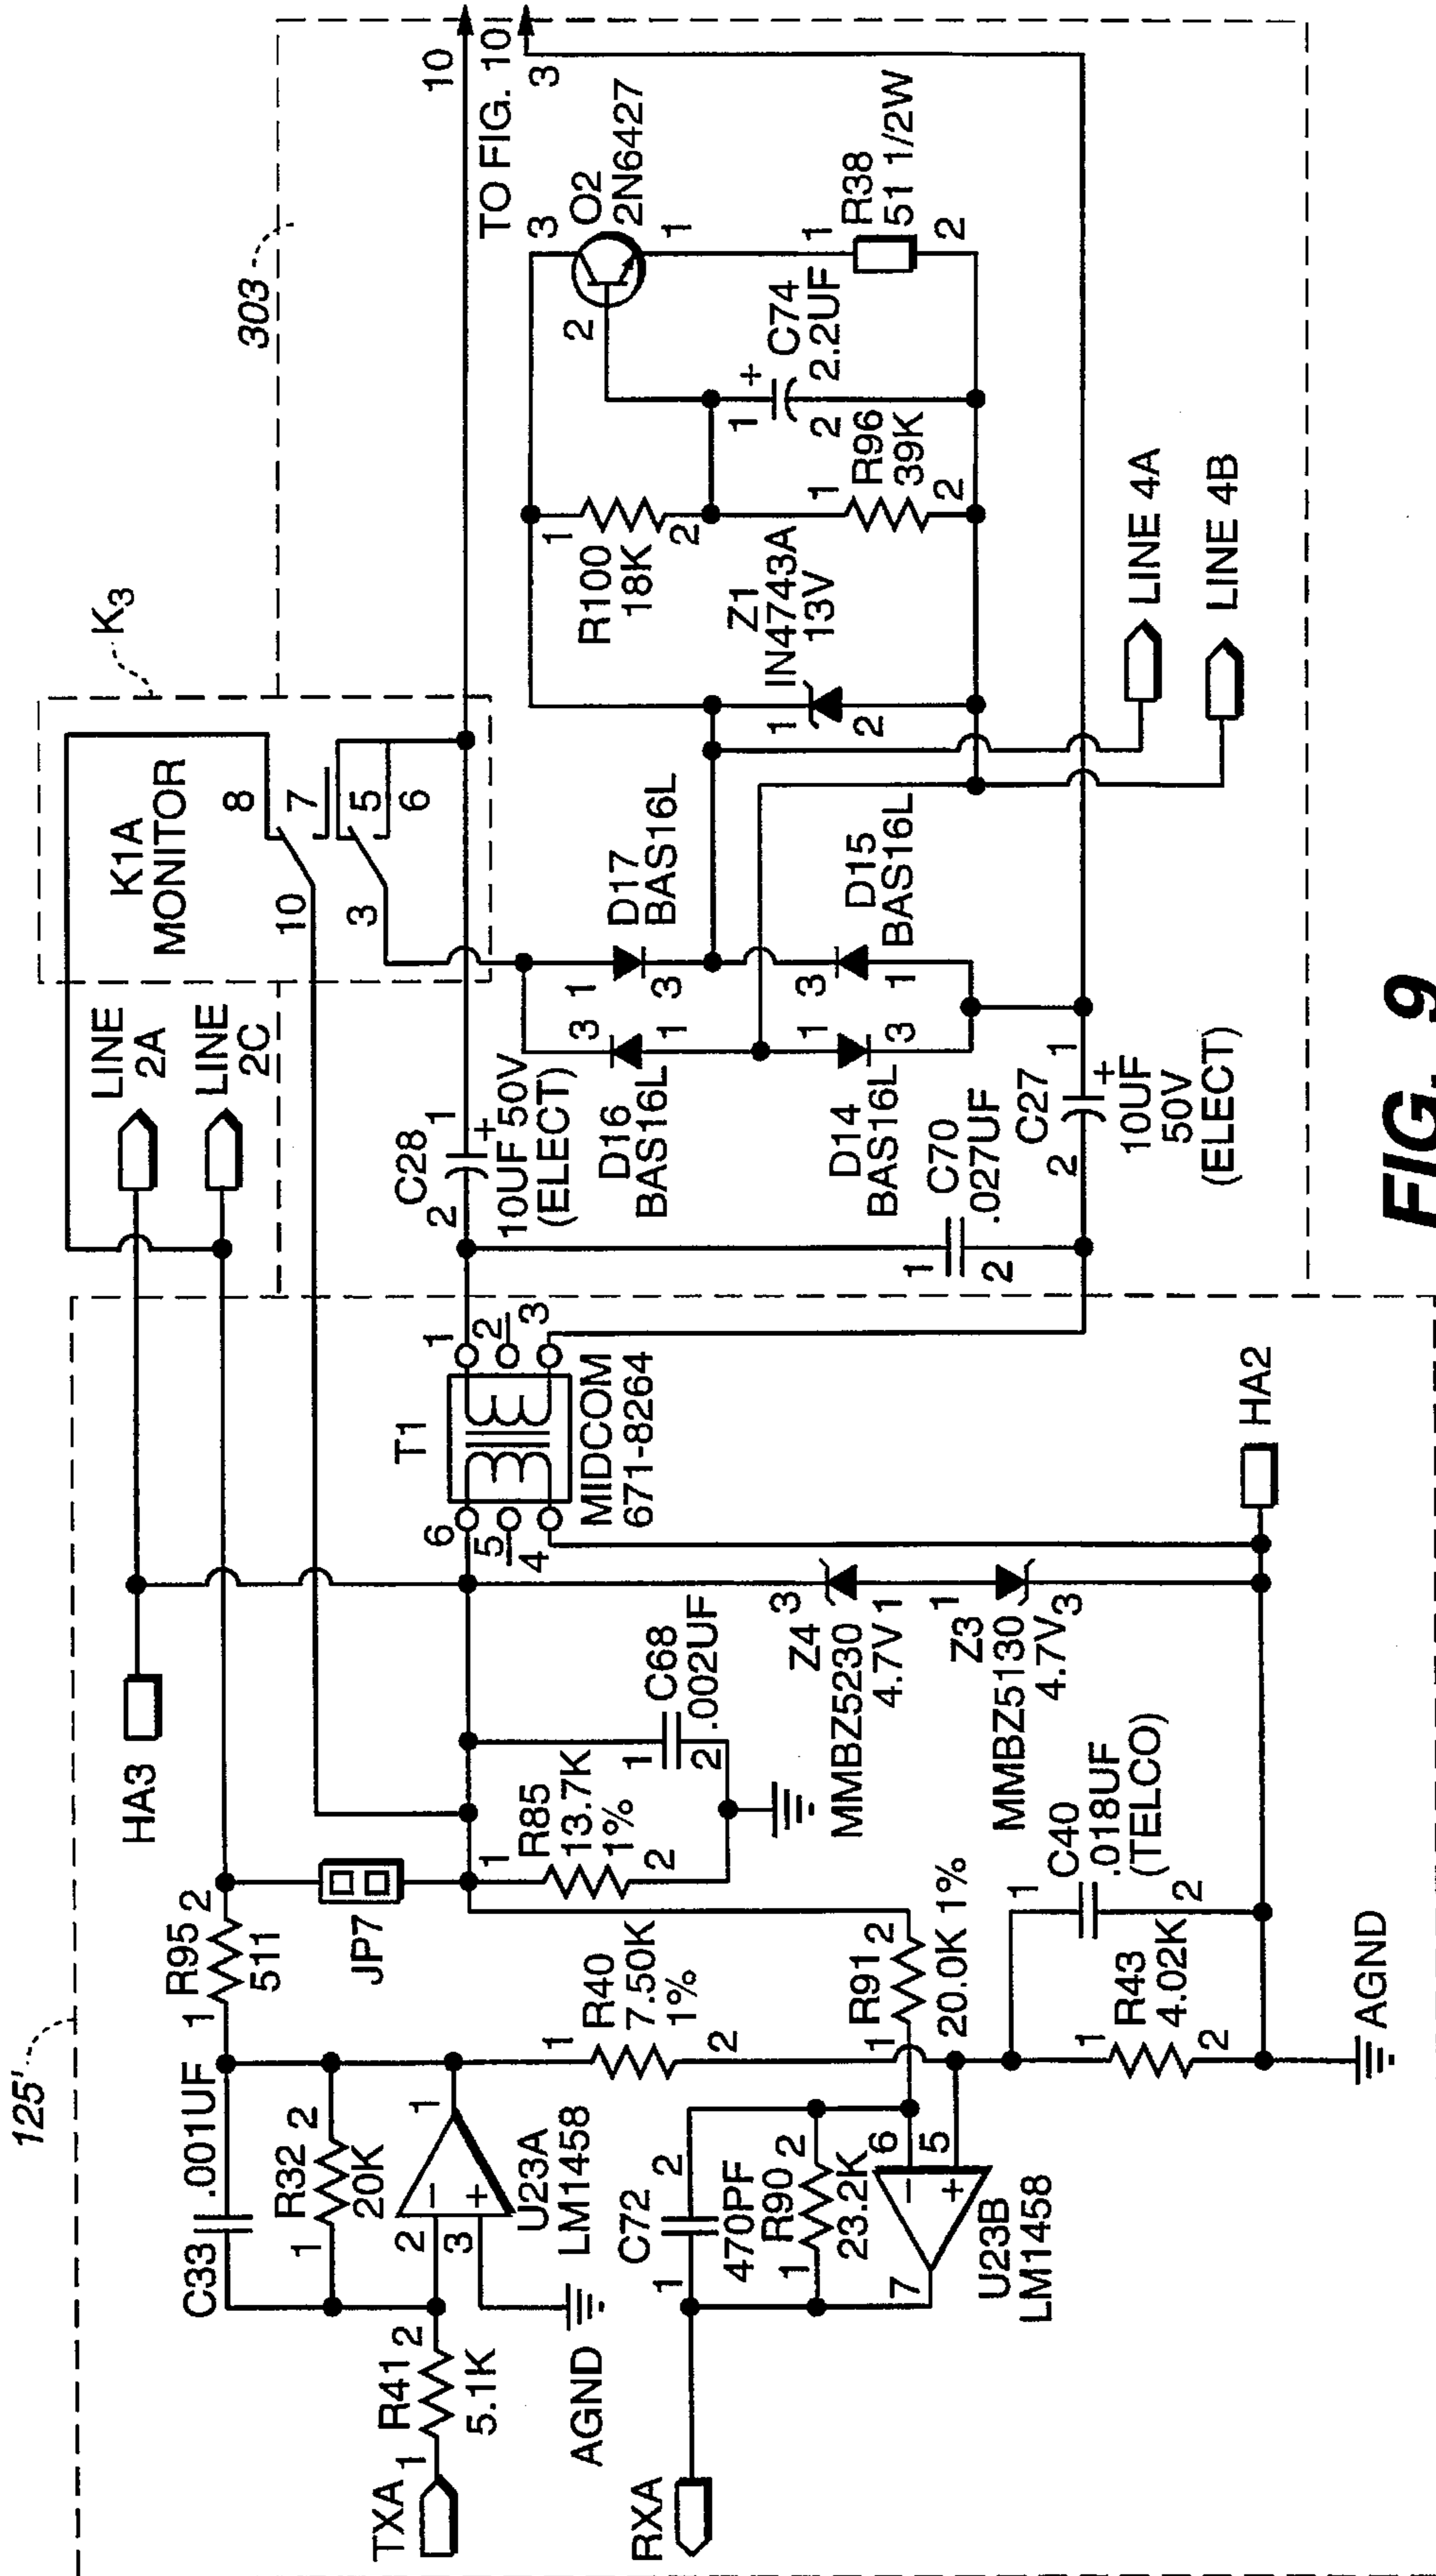 125'
303
K3
K1A
MONITOR
8
7
5
6
10
3
LINE
2A
LINE
2C
HA3
TXA
1
R41
2
5.1K
C33
.001UF
1
R32
2
20K
2
3
1
U23A
LM1458
AGND
1
R95
2
511
JP7
1
R40
7.50K
1%
2
1
R85
13.7K
1%
2
C68
.002UF
1
2
T1
6
5
4
1
2
3
MIDCOM
671-8264
C28
2
1
+
10UF 50V
(ELECT)
10
TO FIG. 10
3
RXA
C72
1
2
470PF
1
R90
2
23.2K
6
5
7
U23B
LM1458
1
R91
2
20.0K 1%
C40
.018UF
(TELCO)
1
2
1
R43
4.02K
2
AGND
3
Z4
MMBZ5230
4.7V
1
1
Z3
MMBZ5130
4.7V
3
HA2
1
C70
.027UF
2
C27
2
1
+
10UF
50V
(ELECT)
D16
BAS16L
3
1
D17
BAS16L
1
3
D14
BAS16L
1
3
D15
BAS16L
3
1
Z1
IN4743A
13V
1
2
R100
18K
1
2
1
R96
39K
2
1
+
C74
2.2UF
2
3
O2
2N6427
2
1
1
R38
51 1/2W
2
LINE 4A
LINE 4B
FIG. 9